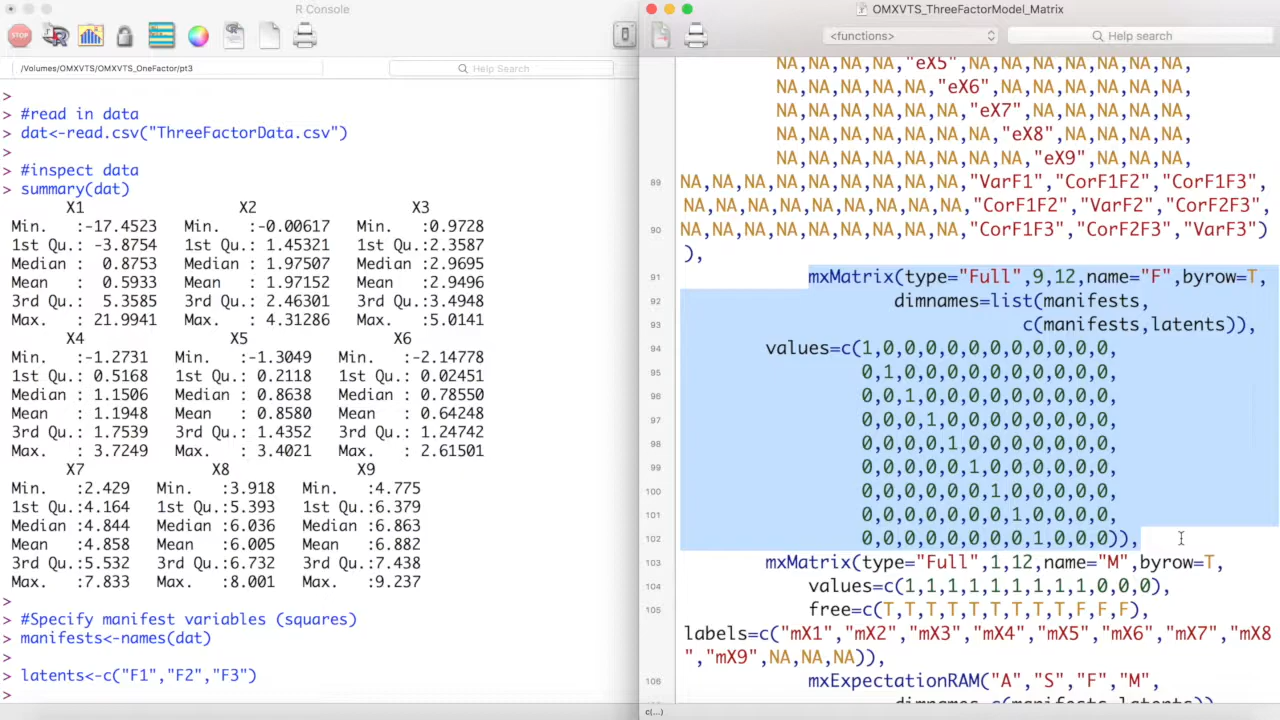 R Console
STOP
/Volumes/OMXVTS/OMXVTS_OneFactor/pt3
Help Search
>
> #read in data
> dat<-read.csv("ThreeFactorData.csv")
>
> #inspect data
> summary(dat)
X1 X2 X3
Min. :-17.4523 Min. :-0.00617 Min. :0.9728
1st Qu.: -3.8754 1st Qu.: 1.45321 1st Qu.:2.3587
Median : 0.8753 Median : 1.97507 Median :2.9695
Mean : 0.5933 Mean : 1.97152 Mean :2.9496
3rd Qu.: 5.3585 3rd Qu.: 2.46301 3rd Qu.:3.4948
Max. : 21.9941 Max. : 4.31286 Max. :5.0141
X4 X5 X6
Min. :-1.2731 Min. :-1.3049 Min. :-2.14778
1st Qu.: 0.5168 1st Qu.: 0.2118 1st Qu.: 0.02451
Median : 1.1506 Median : 0.8638 Median : 0.78550
Mean : 1.1948 Mean : 0.8580 Mean : 0.64248
3rd Qu.: 1.7539 3rd Qu.: 1.4352 3rd Qu.: 1.24742
Max. : 3.7249 Max. : 3.4021 Max. : 2.61501
X7 X8 X9
Min. :2.429 Min. :3.918 Min. :4.775
1st Qu.:4.164 1st Qu.:5.393 1st Qu.:6.379
Median :4.844 Median :6.036 Median :6.863
Mean :4.858 Mean :6.005 Mean :6.882
3rd Qu.:5.532 3rd Qu.:6.732 3rd Qu.:7.438
Max. :7.833 Max. :8.001 Max. :9.237
>
> #Specify manifest variables (squares)
> manifests<-names(dat)
>
> latents<-c("F1","F2","F3")
>
OMXVTS_ThreeFactorModel_Matrix
<functions>
Help search
NA,NA,NA,NA,"eX5",NA,NA,NA,NA,NA,NA,NA,
NA,NA,NA,NA,NA,"eX6",NA,NA,NA,NA,NA,NA,
NA,NA,NA,NA,NA,NA,"eX7",NA,NA,NA,NA,NA,
NA,NA,NA,NA,NA,NA,NA,"eX8",NA,NA,NA,NA,
NA,NA,NA,NA,NA,NA,NA,NA,"eX9",NA,NA,NA,
89 NA,NA,NA,NA,NA,NA,NA,NA,NA,"VarF1","CorF1F2","CorF1F3",
NA,NA,NA,NA,NA,NA,NA,NA,NA,"CorF1F2","VarF2","CorF2F3",
90 NA,NA,NA,NA,NA,NA,NA,NA,NA,"CorF1F3","CorF2F3","VarF3")
),
91 mxMatrix(type="Full",9,12,name="F",byrow=T,
92 dimnames=list(manifests,
93 c(manifests,latents)),
94 values=c(1,0,0,0,0,0,0,0,0,0,0,0,
95 0,1,0,0,0,0,0,0,0,0,0,0,
96 0,0,1,0,0,0,0,0,0,0,0,0,
97 0,0,0,1,0,0,0,0,0,0,0,0,
98 0,0,0,0,1,0,0,0,0,0,0,0,
99 0,0,0,0,0,1,0,0,0,0,0,0,
100 0,0,0,0,0,0,1,0,0,0,0,0,
101 0,0,0,0,0,0,0,1,0,0,0,0,
102 0,0,0,0,0,0,0,0,1,0,0,0)),
103 mxMatrix(type="Full",1,12,name="M",byrow=T,
104 values=c(1,1,1,1,1,1,1,1,1,0,0,0),
105 free=c(T,T,T,T,T,T,T,T,T,F,F,F),
labels=c("mX1","mX2","mX3","mX4","mX5","mX6","mX7","mX8
","mX9",NA,NA,NA)),
106 mxExpectationRAM("A","S","F","M",
dimnames=c(manifests,latents))
c(...)